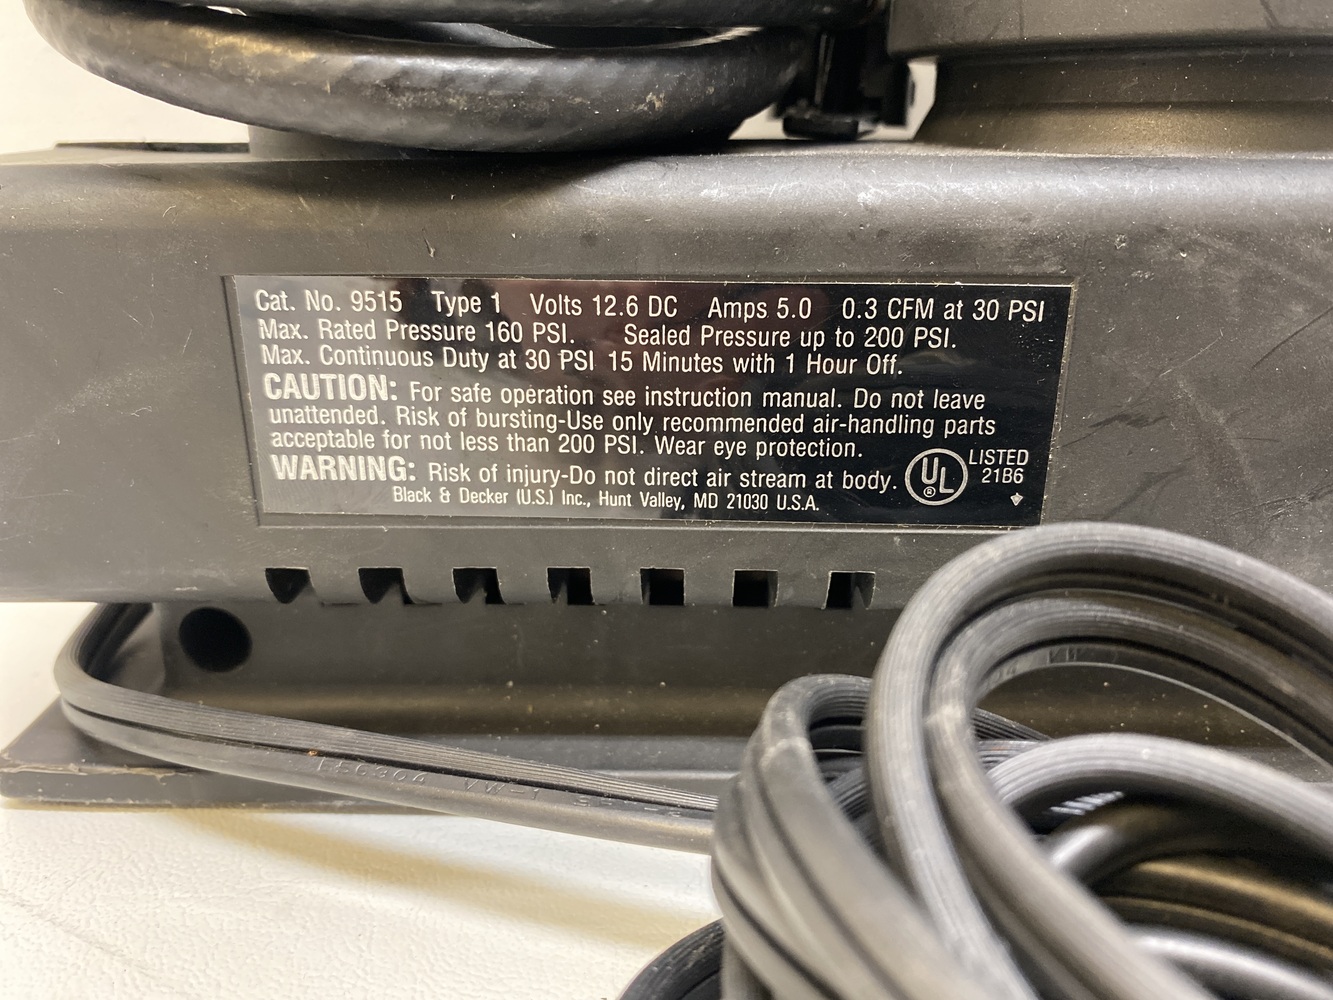 Cat. No. 9515 Type 1 Volts 12.6 DC Amps 5.0 0.3 CFM at 30 PSI
Max. Rated Pressure 160 PSI. Sealed Pressure up to 200 PSI.
Max. Continuous Duty at 30 PSI 15 Minutes with 1 Hour Off.
CAUTION: For safe operation see instruction manual. Do not leave
unattended. Risk of bursting-Use only recommended air-handling parts
acceptable for not less than 200 PSI. Wear eye protection.
WARNING: Risk of injury-Do not direct air stream at body.
Black & Decker (U.S.) Inc., Hunt Valley, MD 21030 U.S.A.
UL ® LISTED
21B6
VW-1